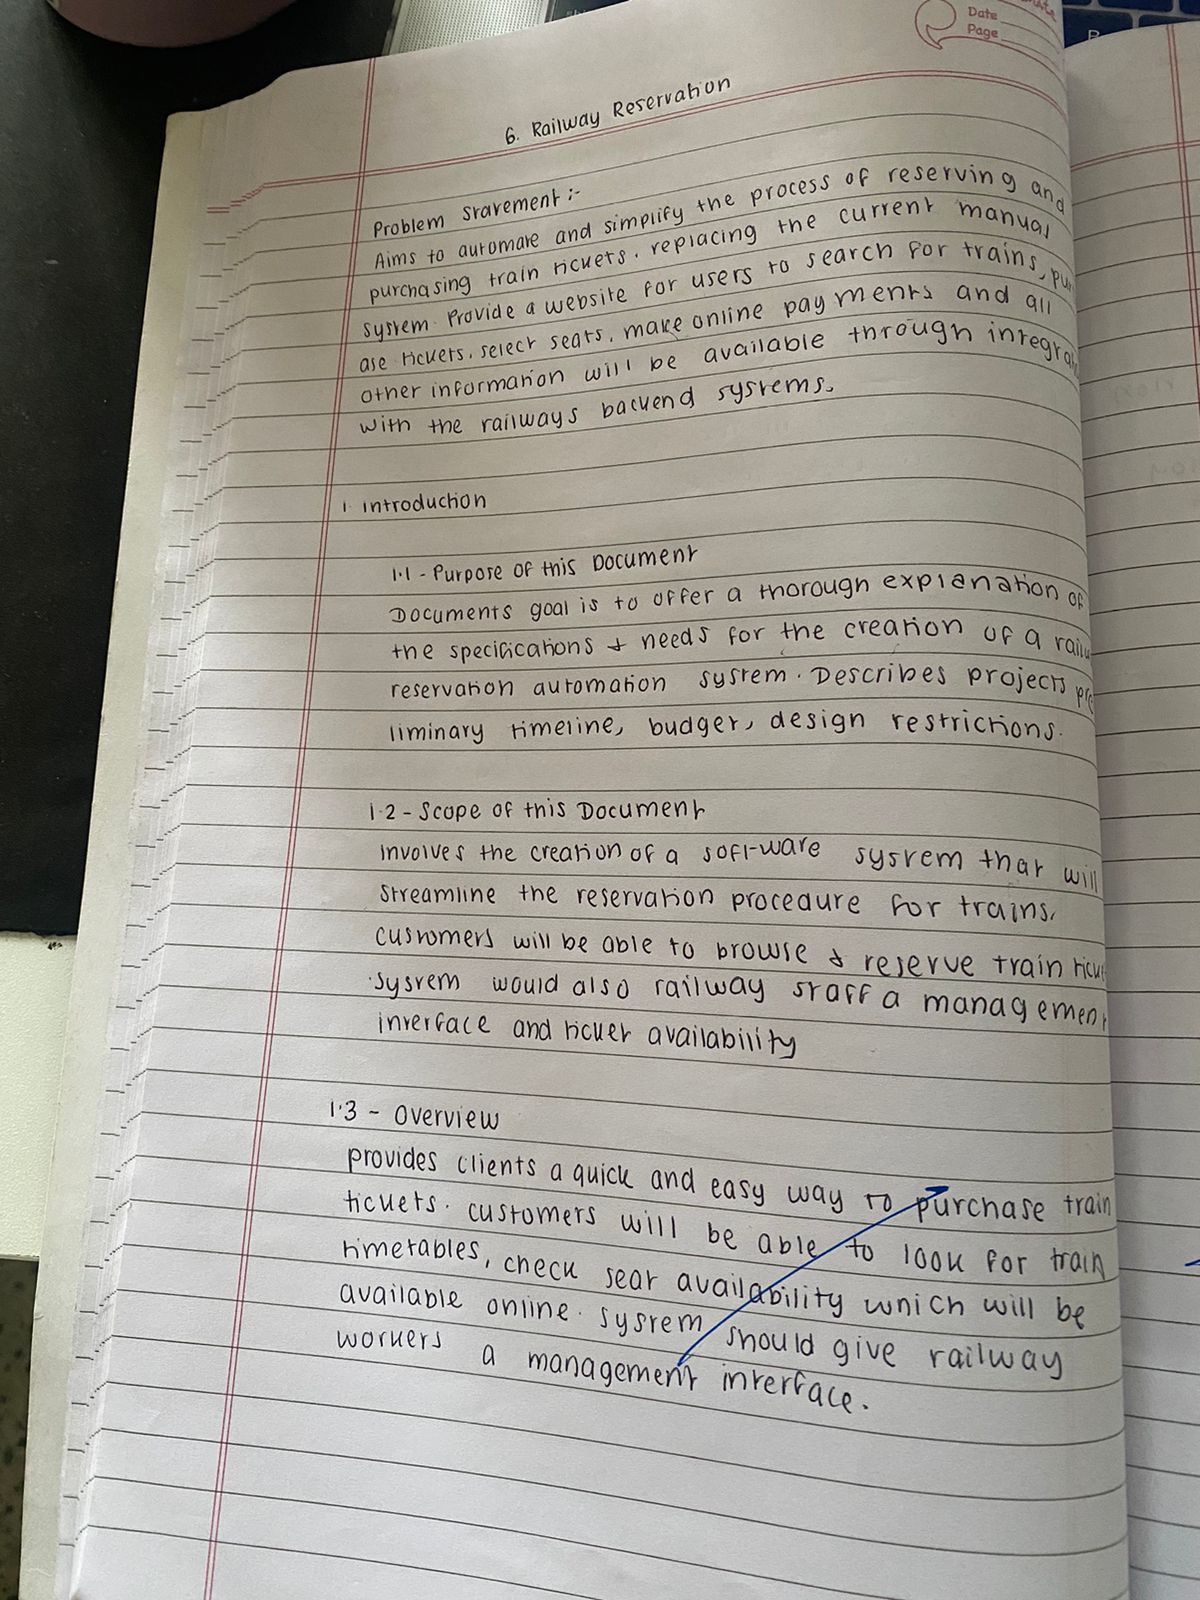 Date
Page
6. Railway Reservation
Problem Statement :-
Aims to automate and simplify the process of reserving and
purchasing train tickets. replacing the current manual
system. Provide a website for users to search for trains, pur
ase tickets, select seats, make online payments and all
other information will be available through integra
with the railways backend systems.
1. Introduction
1.1 - Purpose of this Document
Documents goal is to offer a thorough explanation of
the specifications & needs for the creation of a railw
reservation automation system. Describes projects pre
liminary timeline, budget, design restrictions.
1.2 - Scope of this Document
involves the creation of a soft-ware system that will
streamline the reservation procedure for trains.
customers will be able to browse & reserve train ticke
system would also railway staff a management
interface and ticket availability
1.3 - Overview
provides clients a quick and easy way to purchase train
tickets. customers will be able to look for train
timetables, check seat availability which will be
available online. system should give railway
workers a management interface.